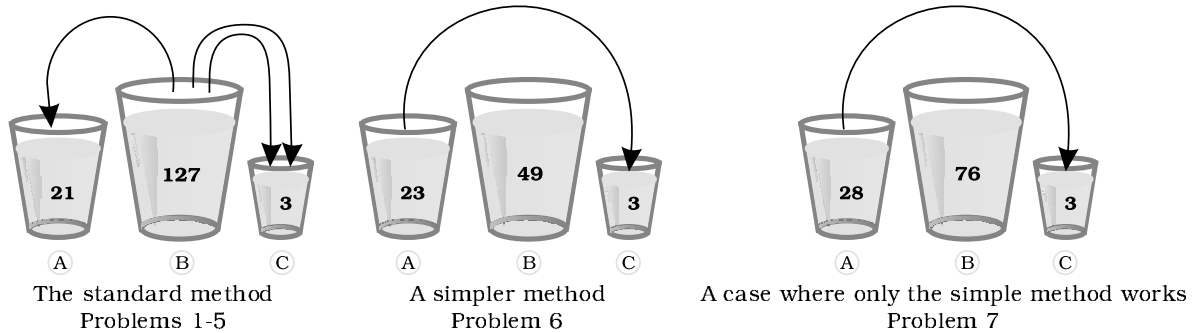 21
127
3
A
B
C
The standard method
Problems 1-5
23
49
3
A
B
C
A simpler method
Problem 6
28
76
3
A
B
C
A case where only the simple method works
Problem 7